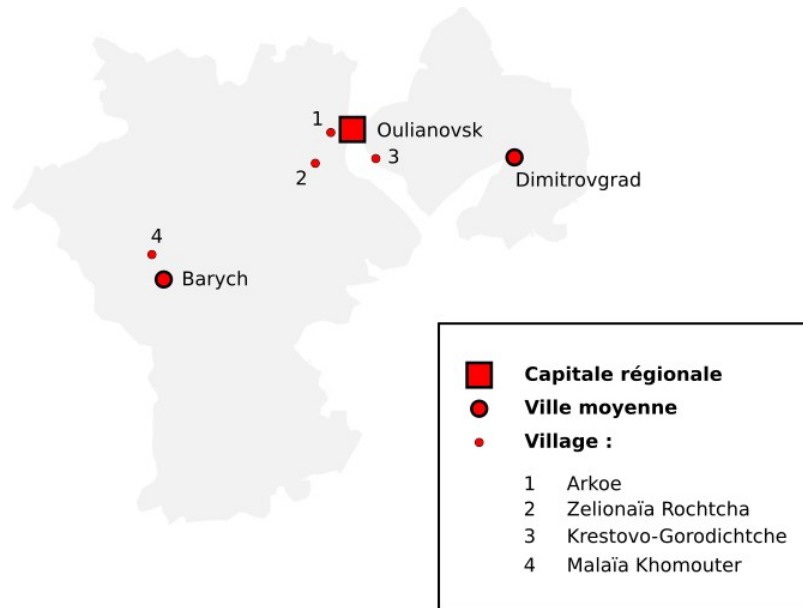 1
Oulianovsk
3
2
Dimitrovgrad
4
Barych
Capitale régionale
Ville moyenne
Village :
1 Arkoe
2 Zelionaïa Rochtcha
3 Krestovo-Gorodichtche
4 Malaïa Khomouter